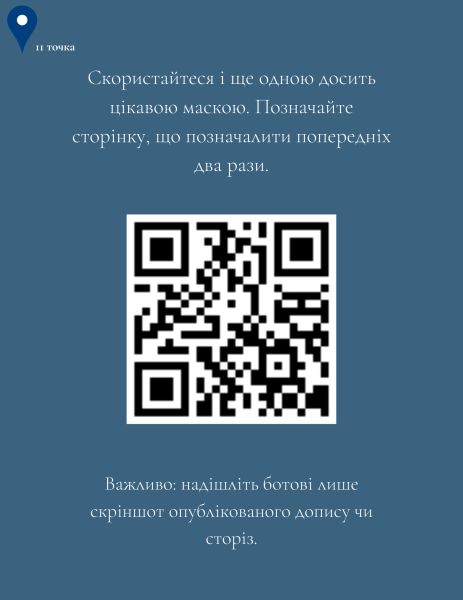 11 точка
Скористайтеся і ще одною досить
цікавою маскою. Позначайте
сторінку, що позначалити попередніх
два рази.
Важливо: надішліть ботові лише
скріншот опублікованого допису чи
сторіз.